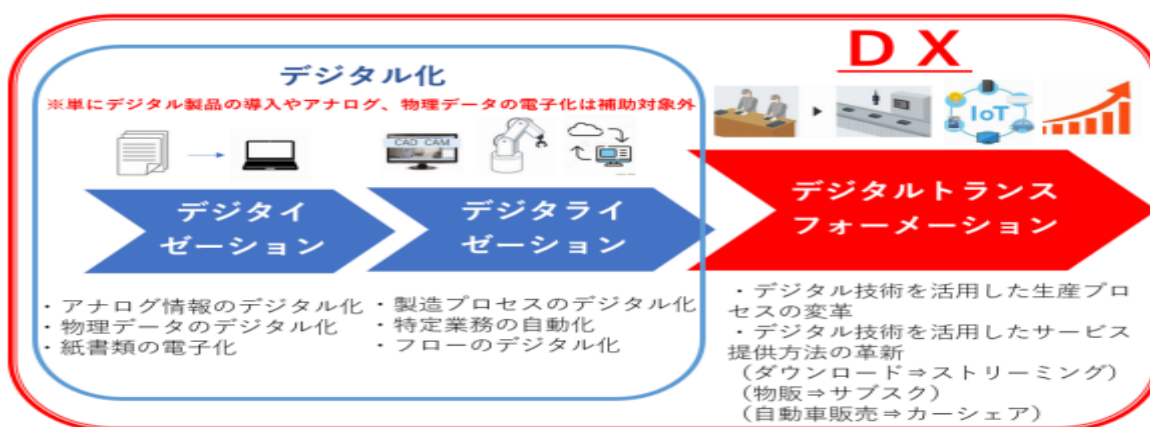 DX
デジタル化
※単にデジタル製品の導入やアナログ、物理データの電子化は補助対象外
CAD CAM
IoT
デジタイ
ゼーション
デジタライ
ゼーション
デジタルトランス
フォーメーション
・アナログ情報のデジタル化
・物理データのデジタル化
・紙書類の電子化
・製造プロセスのデジタル化
・特定業務の自動化
・フローのデジタル化
・デジタル技術を活用した生産プロ
セスの変革
・デジタル技術を活用したサービス
提供方法の革新
（ダウンロード⇒ストリーミング）
（物販⇒サブスク）
（自動車販売⇒カーシェア）